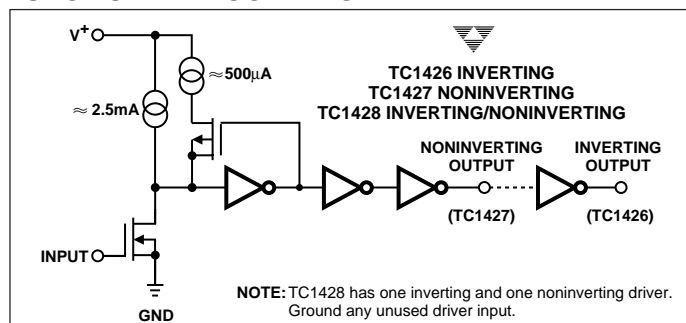 V+
≈500µA
≈ 2.5mA
TC1426 INVERTING
TC1427 NONINVERTING
TC1428 INVERTING/NONINVERTING
NONINVERTING
OUTPUT
INVERTING
OUTPUT
(TC1427)
(TC1426)
INPUT
GND
NOTE: TC1428 has one inverting and one noninverting driver.
Ground any unused driver input.